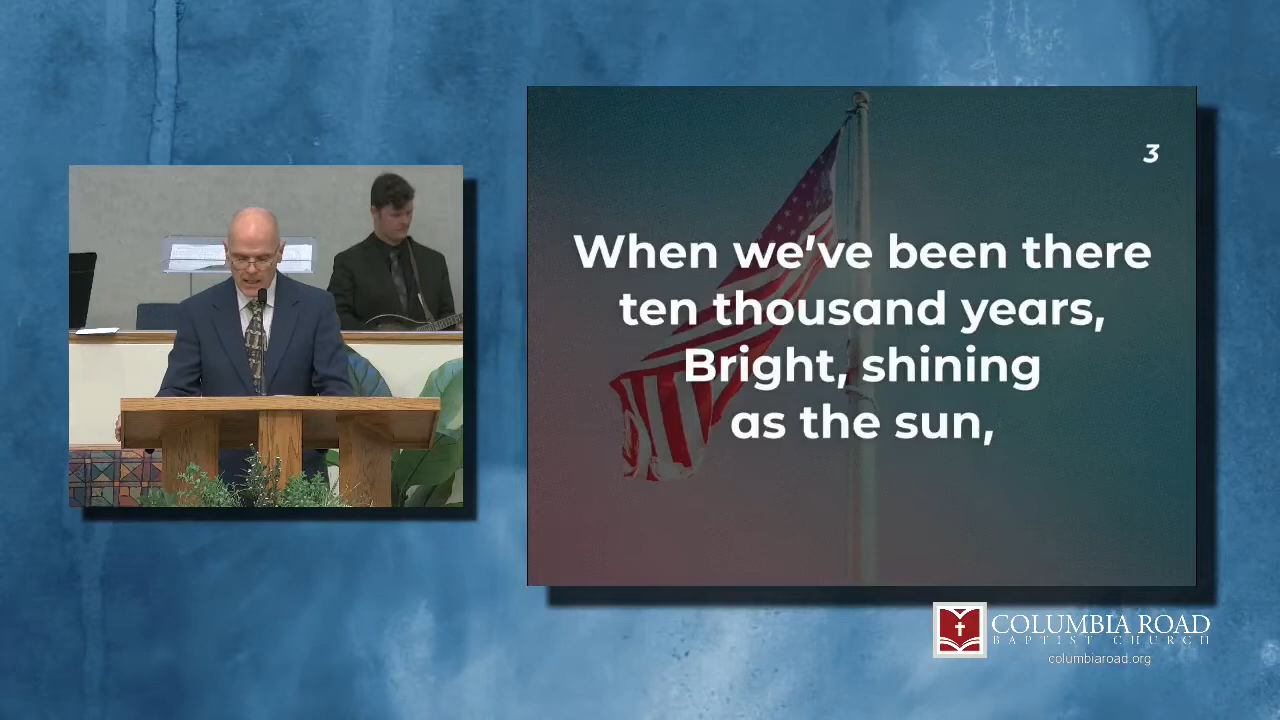 3
When we've been there
ten thousand years,
Bright, shining
as the sun,
COLUMBIA ROAD
BAPTIST CHURCH
columbiaroad.org